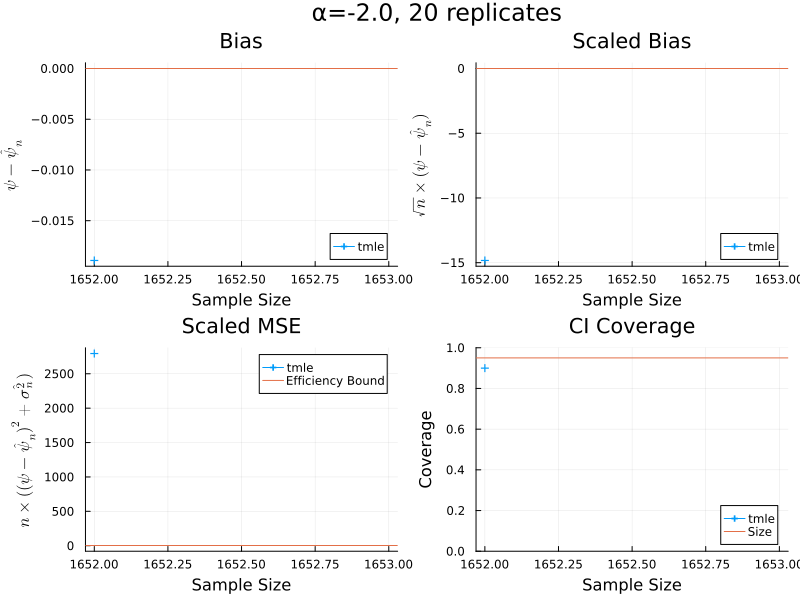 α=-2.0, 20 replicates
Bias
0.000
−0.005
−0.010
−0.015
ψ − ψ̂ₙ
1652.00 1652.25 1652.50 1652.75 1653.00
Sample Size
tmle
Scaled Bias
0
−5
−10
−15
√n × (ψ − ψ̂ₙ)
1652.00 1652.25 1652.50 1652.75 1653.00
Sample Size
tmle
Scaled MSE
2500
2000
1500
1000
500
0
n × ((ψ − ψ̂ₙ)² + σ̂²ₙ)
1652.00 1652.25 1652.50 1652.75 1653.00
Sample Size
tmle
Efficiency Bound
CI Coverage
1.0
0.8
0.6
0.4
0.2
0.0
Coverage
1652.00 1652.25 1652.50 1652.75 1653.00
Sample Size
tmle
Size